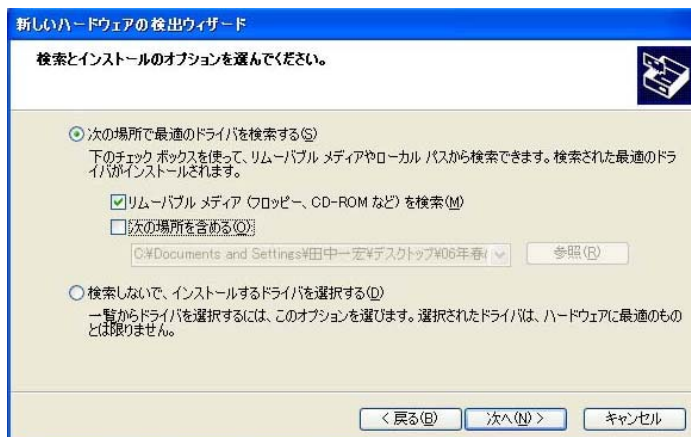 新しいハードウェアの検出ウィザード
検索とインストールのオプションを選んでください。
次の場所で最適のドライバを検索する(S)
下のチェック ボックスを使って、リムーバブル メディアやローカル パスから検索できます。検索された最適のドラ
イバがインストールされます。
リムーバブル メディア (フロッピー、CD-ROM など) を検索(M)
次の場所を含める(O):
C:¥Documents and Settings¥田中一宏¥デスクトップ¥06年春
参照(R)
検索しないで、インストールするドライバを選択する(D)
一覧からドライバを選択するには、このオプションを選びます。選択されたドライバは、ハードウェアに最適のもの
とは限りません。
< 戻る(B)
次へ(N) >
キャンセル